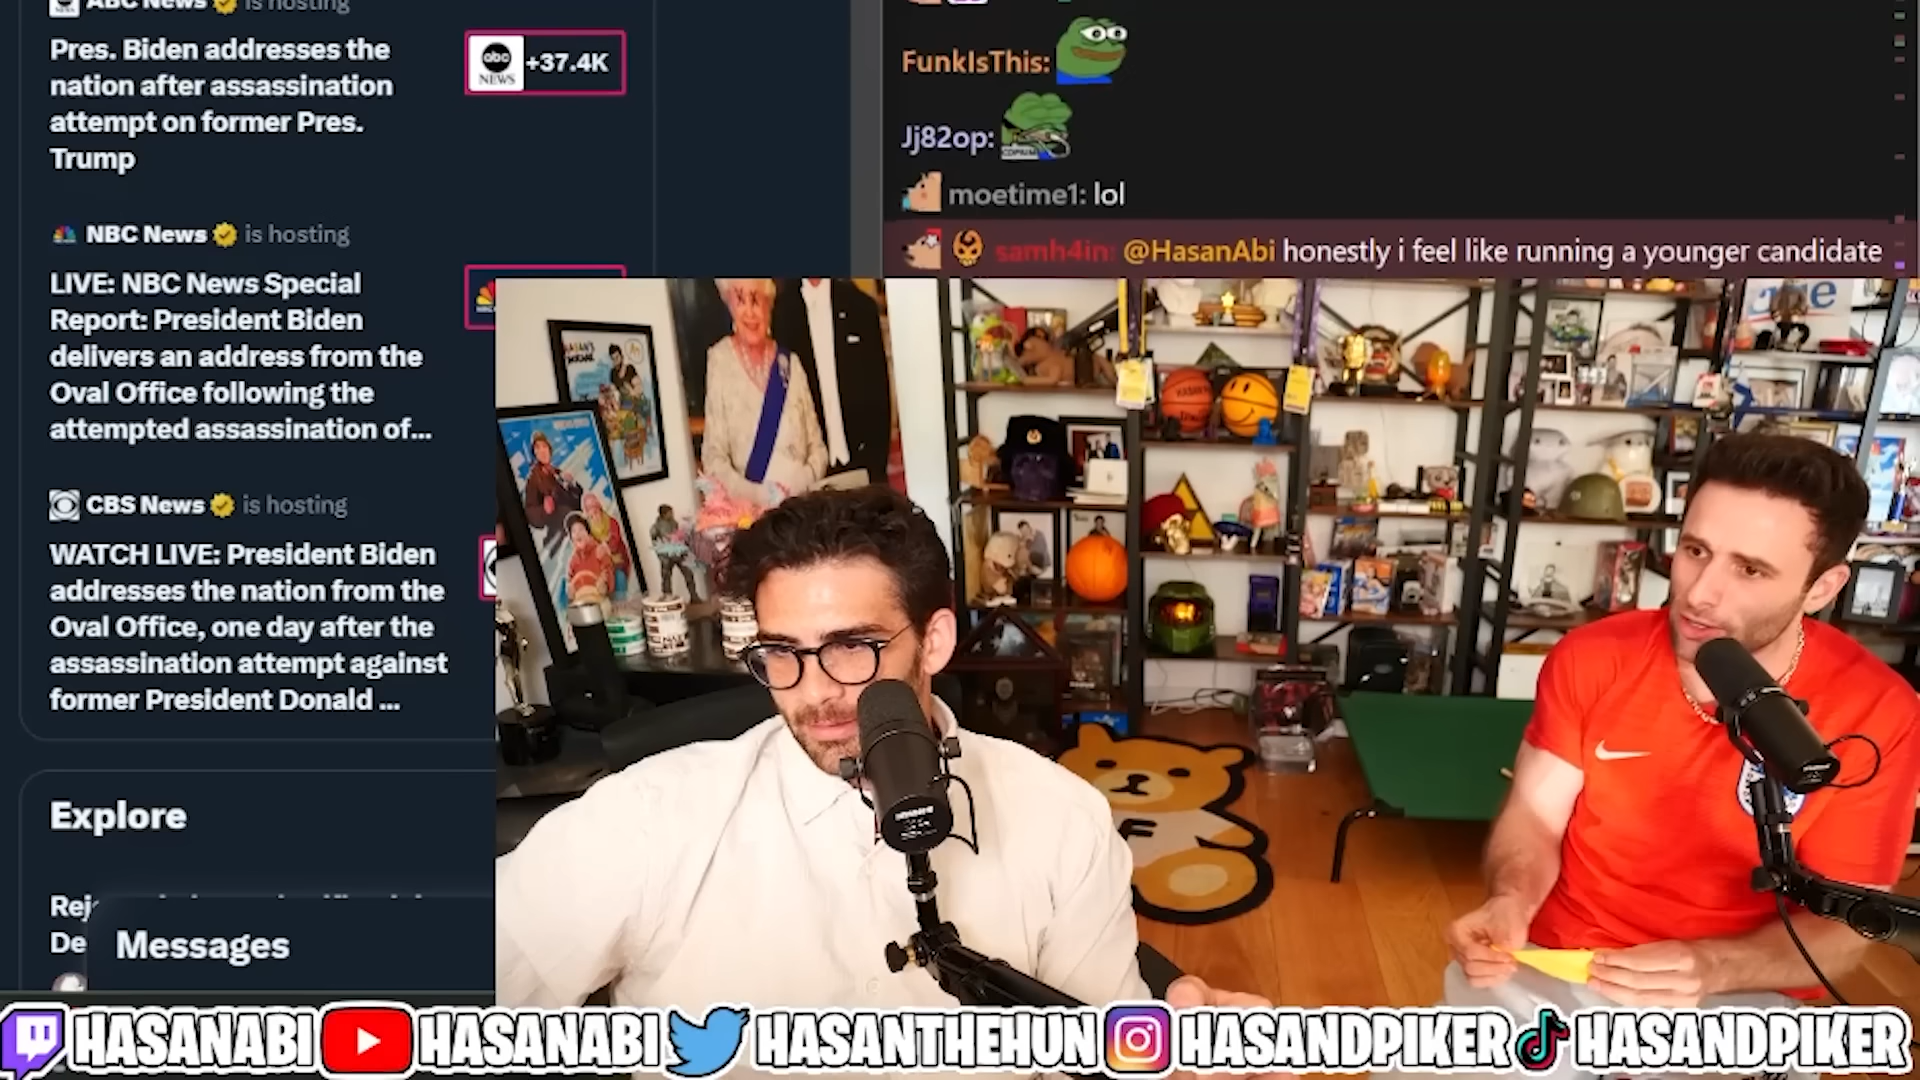 ABC News is hosting
Pres. Biden addresses the
nation after assassination
attempt on former Pres.
Trump
abc
NEWS
+37.4K
NBC News is hosting
LIVE: NBC News Special
Report: President Biden
delivers an address from the
Oval Office following the
attempted assassination of...
CBS News is hosting
WATCH LIVE: President Biden
addresses the nation from the
Oval Office, one day after the
assassination attempt against
former President Donald ...
Explore
Messages
FunkIsThis:
Jj82op:
moetime1: lol
samh4in: @HasanAbi honestly i feel like running a younger candidate
HASANABI HASANABI HASANTHEHUN HASANDPIKER HASANDPIKER